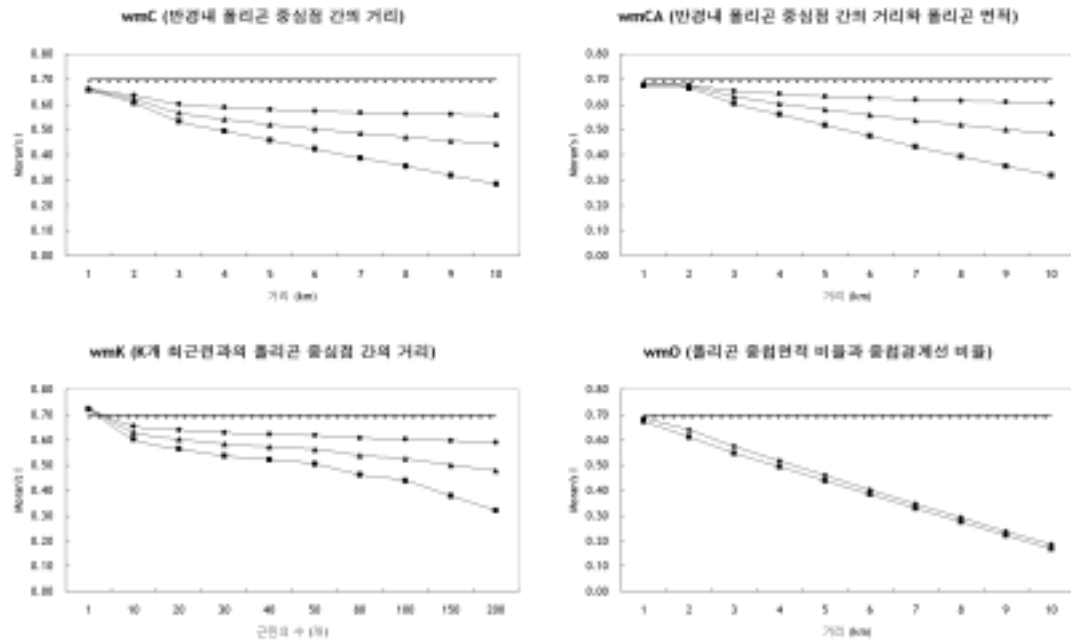 wmC (반경내 폴리곤 중심점 간의 거리)
0.80
0.70
0.60
0.50
0.40
0.30
0.20
0.10
0.00
Moran's I
1 2 3 4 5 6 7 8 9 10
거리 (km)
wmCA (반경내 폴리곤 중심점 간의 거리와 폴리곤 면적)
0.80
0.70
0.60
0.50
0.40
0.30
0.20
0.10
0.00
Moran's I
1 2 3 4 5 6 7 8 9 10
거리 (km)
wmK (K개 최근린과의 폴리곤 중심점 간의 거리)
0.80
0.70
0.60
0.50
0.40
0.30
0.20
0.10
0.00
Moran's I
1 10 20 30 40 50 80 100 150 200
근린의 수 (개)
wmO (폴리곤 중첩면적 비율과 중첩경계선 비율)
0.80
0.70
0.60
0.50
0.40
0.30
0.20
0.10
0.00
Moran's I
1 2 3 4 5 6 7 8 9 10
거리 (km)